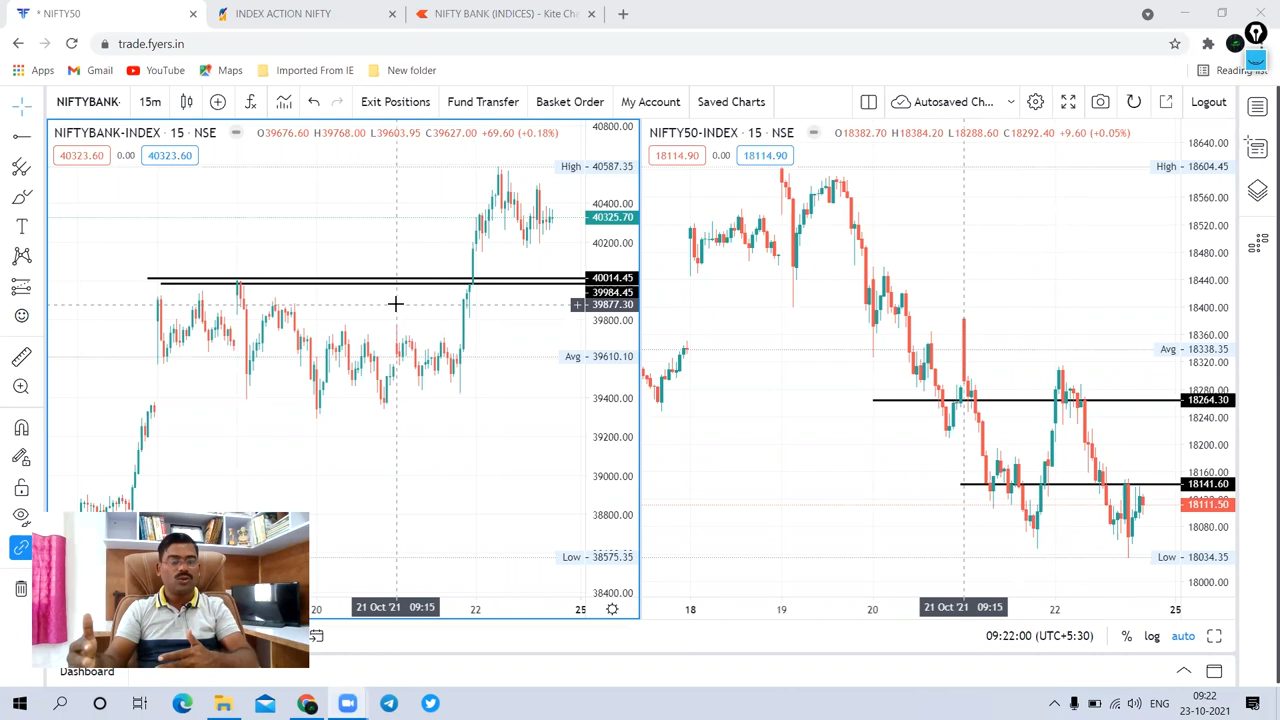 * NIFTY50
INDEX ACTION NIFTY
NIFTY BANK (INDICES) - Kite Cha
trade.fyers.in
Apps
Gmail
YouTube
Maps
Imported From IE
New folder
Reading list
NIFTYBANK-
15m
Exit Positions
Fund Transfer
Basket Order
My Account
Saved Charts
Autosaved Ch...
Logout
NIFTYBANK-INDEX · 15 · NSE
O39676.60 H39768.00 L39603.95 C39627.00 +69.60 (+0.18%)
40323.60
0.00
40323.60
40800.00
High - 40587.35
40400.00
40325.70
40200.00
40014.45
39984.45
39877.30
39800.00
Avg - 39610.10
39400.00
39200.00
39000.00
38800.00
Low - 38575.35
38400.00
20
21 Oct '21 09:15
22
25
NIFTY50-INDEX · 15 · NSE
O18382.70 H18384.20 L18288.60 C18292.40 +9.60 (+0.05%)
18114.90
0.00
18114.90
18640.00
High - 18604.45
18560.00
18520.00
18480.00
18440.00
18400.00
18360.00
Avg - 18338.35
18320.00
18280.00
18264.30
18240.00
18200.00
18160.00
18141.60
18111.50
18080.00
Low - 18034.35
18000.00
18
19
20
21 Oct '21 09:15
22
25
09:22:00 (UTC+5:30)
%
log
auto
Dashboard
ENG
09:22
23-10-2021